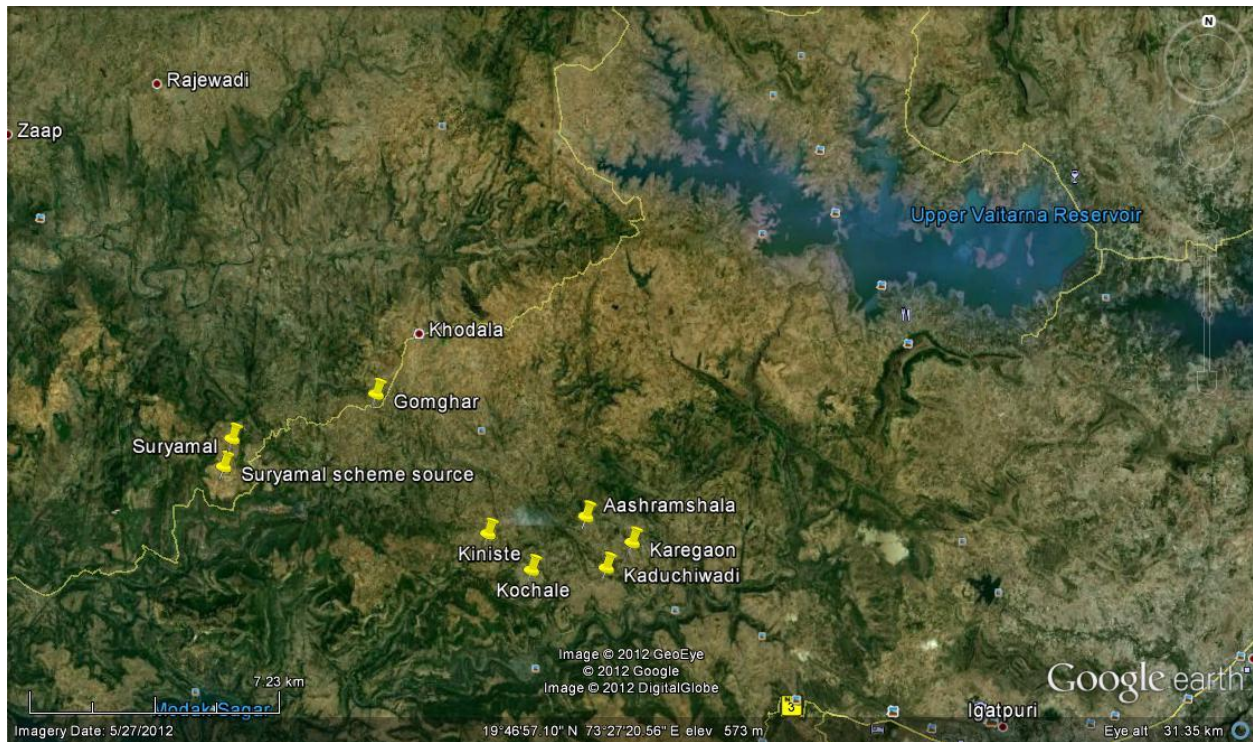 N
Rajewadi
Zaap
Upper Vaitarna Reservoir
Khodala
Gomghar
Suryamal
Suryamal scheme source
Aashramshala
Kiniste
Karegaon
Kochale
Kaduchiwadi
Image © 2012 GeoEye
© 2012 Google
Image © 2012 DigitalGlobe
7.23 km
Modak Sagar
Google earth
3
Igatpuri
Imagery Date: 5/27/2012
19°46'57.10" N 73°27'20.56" E elev 573 m
Eye alt 31.35 km